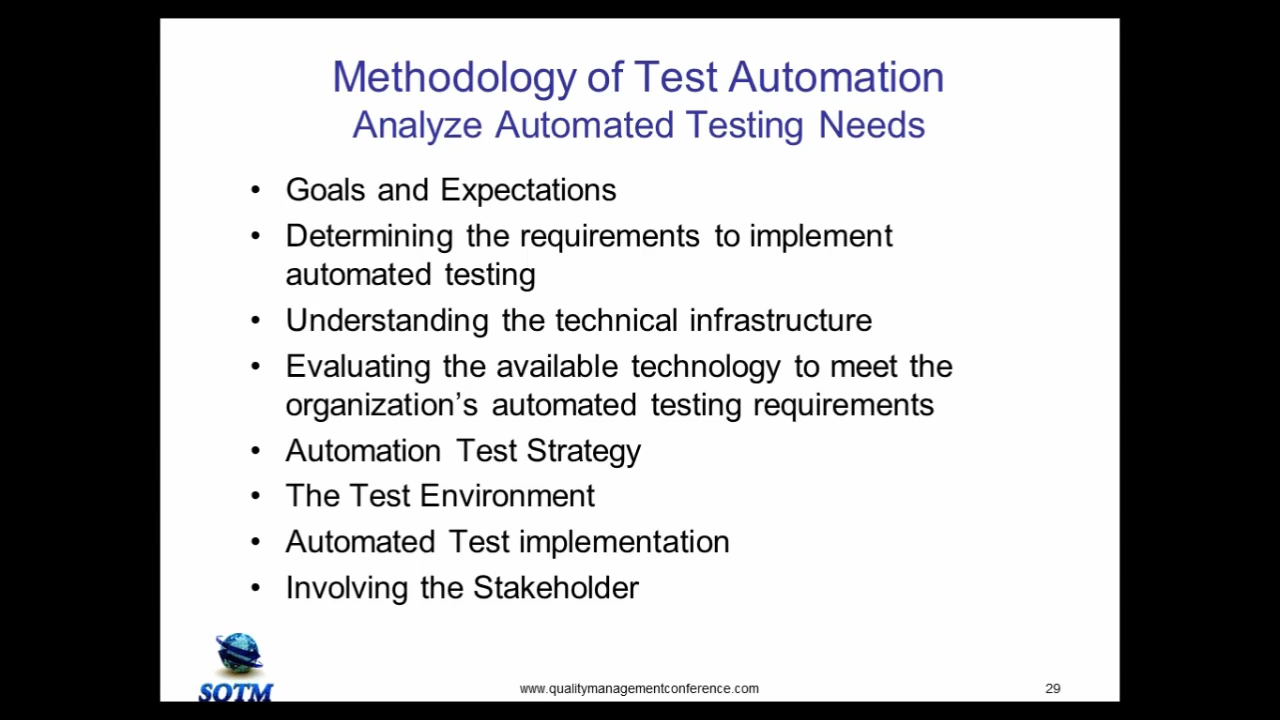 Methodology of Test Automation
Analyze Automated Testing Needs
• Goals and Expectations
• Determining the requirements to implement
automated testing
• Understanding the technical infrastructure
• Evaluating the available technology to meet the
organization’s automated testing requirements
• Automation Test Strategy
• The Test Environment
• Automated Test implementation
• Involving the Stakeholder
SQTM
www.qualitymanagementconference.com
29